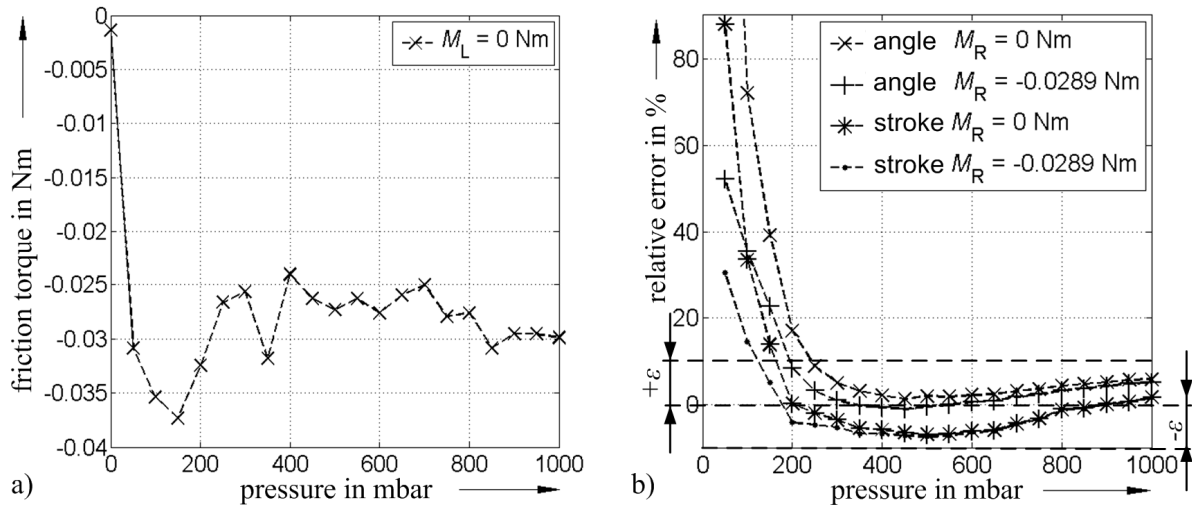 0
-0.005
-0.01
-0.015
-0.02
-0.025
-0.03
-0.035
-0.04
friction torque in Nm
M_L = 0 Nm
0 200 400 600 800 1000
pressure in mbar
a)
80
60
40
20
10
0
-10
relative error in %
+ε
-ε
angle M_R = 0 Nm
angle M_R = -0.0289 Nm
stroke M_R = 0 Nm
stroke M_R = -0.0289 Nm
0 200 400 600 800 1000
pressure in mbar
b)